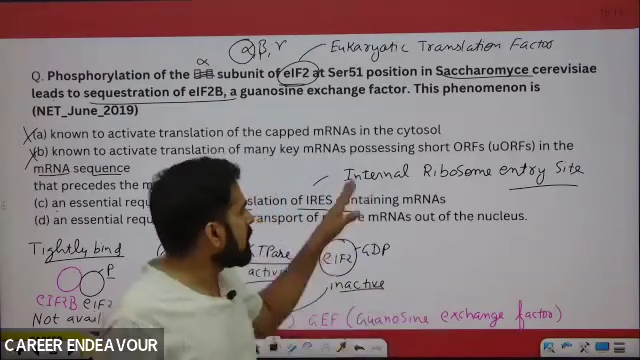 α, β, γ Eukaryotic Translation Factor
α
Q. Phosphorylation of the subunit of eIF2 at Ser51 position in Saccharomyce cerevisiae
leads to sequestration of eIF2B, a guanosine exchange factor. This phenomenon is
(NET_June_2019)
(a) known to activate translation of the capped mRNAs in the cytosol
(b) known to activate translation of many key mRNAs possessing short ORFs (uORFs) in the
mRNA sequence
Internal Ribosome entry Site
that precedes the
(c) an essential slation of IRES containing mRNAs
(d) an essential requ transport of mRNAs out of the nucleus.
Tightly bind
P
eIF2B eIF2
Not avail
GTPase
activ
eIF2 GDP
inactive
GEF (Guanosine exchange factor)
CAREER ENDEAVOUR